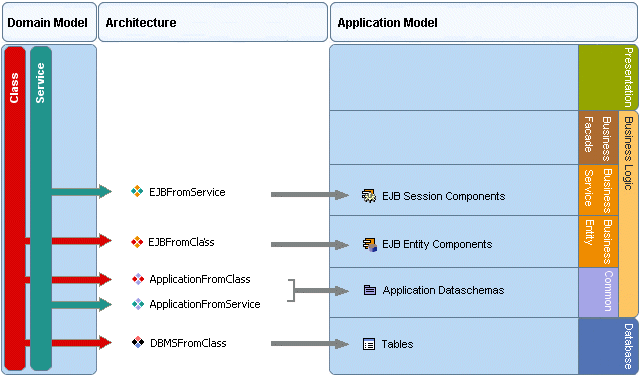 Domain Model
Architecture
Application Model
Class
Service
EJBFromService
EJBFromClass
ApplicationFromClass
ApplicationFromService
DBMSFromClass
EJB Session Components
EJB Entity Components
Application Dataschemas
Tables
Presentation
Business
Facade
Business
Service
Business
Entity
Common
Business Logic
Database